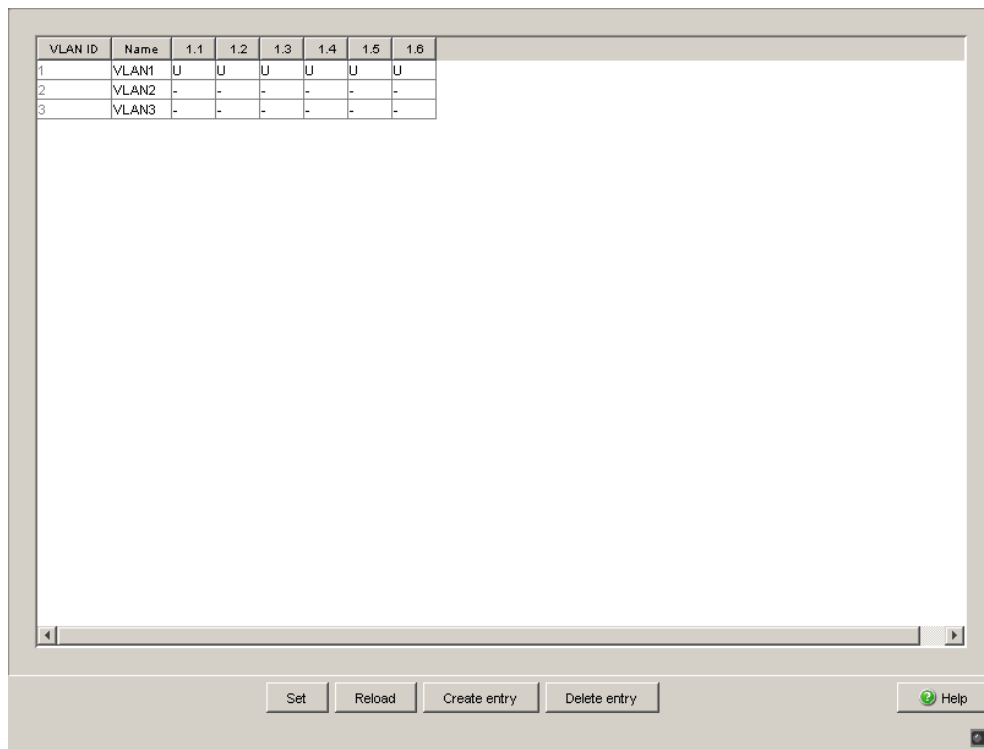 VLAN ID Name 1.1 1.2 1.3 1.4 1.5 1.6
1 VLAN1 U U U U U U
2 VLAN2 - - - - - -
3 VLAN3 - - - - - -
Set Reload Create entry Delete entry Help